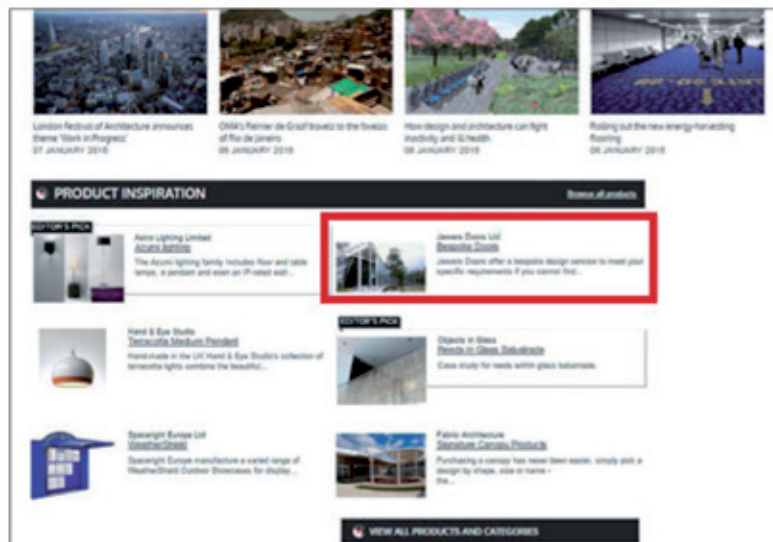 London Festival of Architecture announces
theme 'Work in Progress'
07 JANUARY 2016
OMA's Reinier de Graaf travels to the favelas
of Rio de Janeiro
06 JANUARY 2016
How design and architecture can fight
inactivity and ill health
06 JANUARY 2016
Rolling out the new energy-harvesting
flooring
06 JANUARY 2016
PRODUCT INSPIRATION
Browse all products
EDITOR'S PICK
Astro Lighting Limited
Azumi lighting
The Azumi lighting family includes floor and table
lamps, a pendant and even an IP-rated wall...
Jewers Doors Ltd
Bespoke Doors
Jewers Doors offer a bespoke design service to meet your
specific requirements if you cannot find...
Hand & Eye Studio
Terracotta Medium Pendant
Hand-made in the UK Hand & Eye Studio's collection of
terracotta lights combine the beautiful...
EDITOR'S PICK
Objects in Glass
Reeds in Glass Balustrade
Case study for reeds within glass balustrade.
Spaceright Europe Ltd
WeatherShield
Spaceright Europe manufacture a varied range of
WeatherShield Outdoor Showcases for display...
Fabric Architecture
Signature Canopy Products
Purchasing a canopy has never been easier, simply pick a
design by shape, size or name –
the...
VIEW ALL PRODUCTS AND CATEGORIES